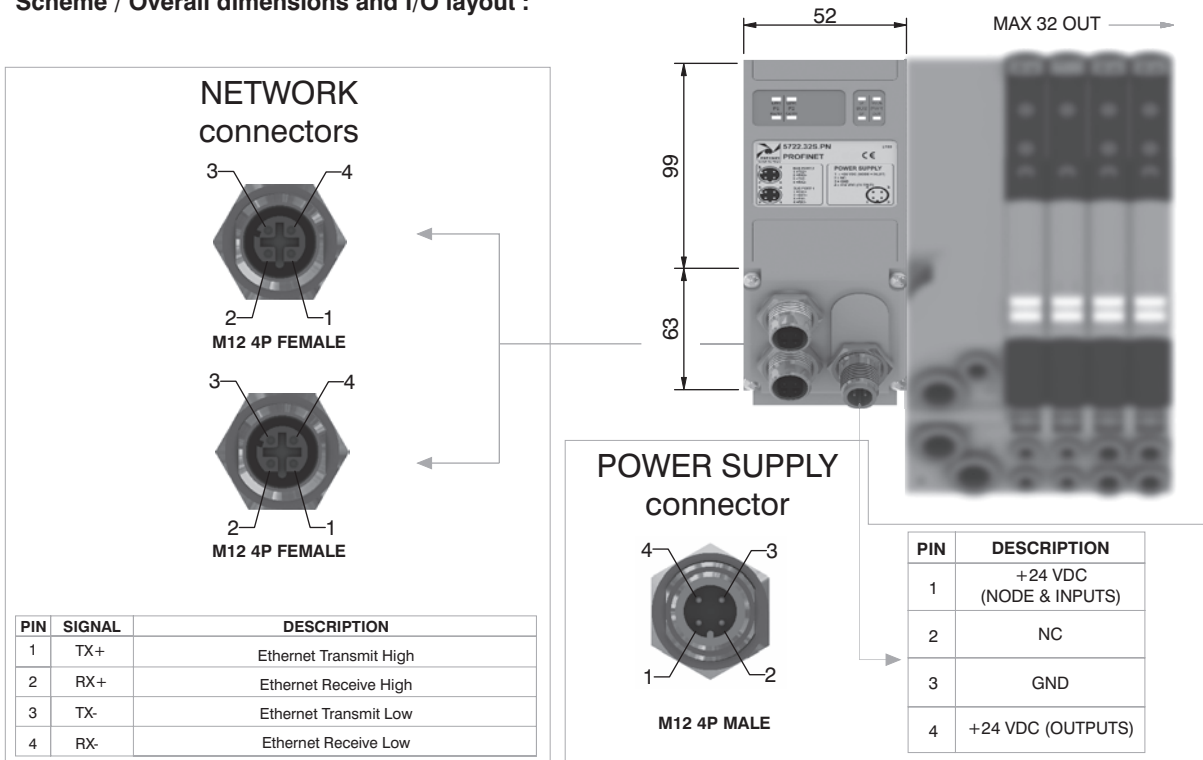 Scheme / Overall dimensions and I/O layout :
52
MAX 32 OUT
99
63
5722.32S.PN
PROFINET
CE
POWER SUPPLY
NETWORK
connectors
3
4
2
1
M12 4P FEMALE
3
4
2
1
M12 4P FEMALE
PIN SIGNAL DESCRIPTION
1 TX+ Ethernet Transmit High
2 RX+ Ethernet Receive High
3 TX- Ethernet Transmit Low
4 RX- Ethernet Receive Low
POWER SUPPLY
connector
4
3
1
2
M12 4P MALE
PIN DESCRIPTION
1 +24 VDC
(NODE & INPUTS)
2 NC
3 GND
4 +24 VDC (OUTPUTS)